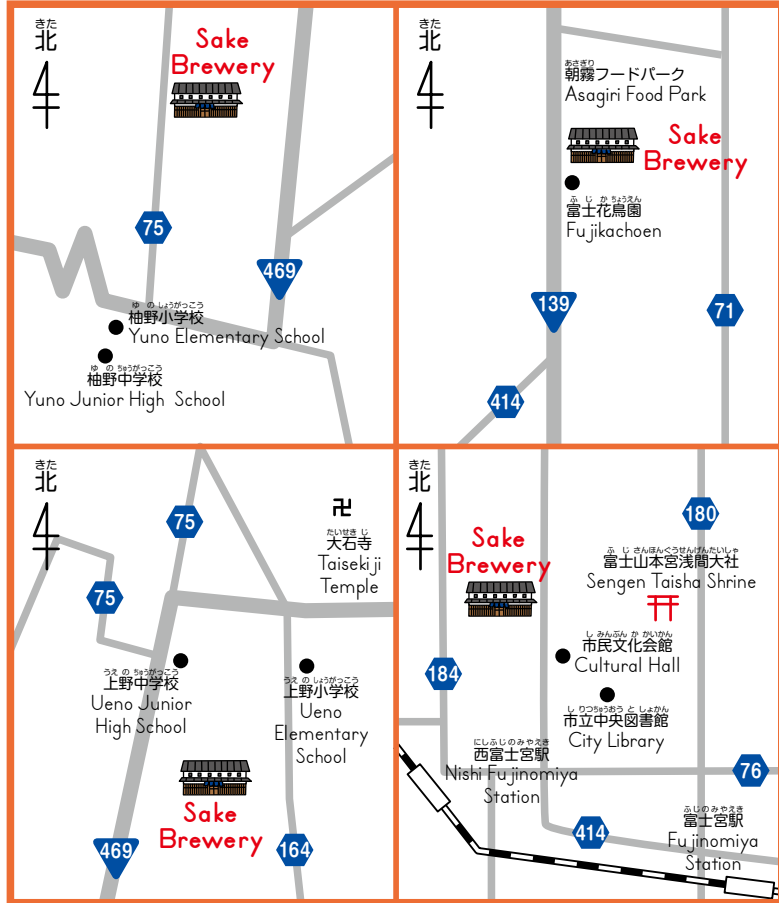 きた
北
Sake
Brewery
75
469
ゆ の しょうがっこう
柚野小学校
Yuno Elementary School
ゆ の ちゅうがっこう
柚野中学校
Yuno Junior High School
きた
北
あさぎり
朝霧フードパーク
Asagiri Food Park
Sake
Brewery
ふ じ か ちょうえん
富士花鳥園
Fujikachoen
139
71
414
きた
北
75
卍
たいせき じ
大石寺
Taisekiji
Temple
75
うえ の ちゅうがっこう
上野中学校
Ueno Junior
High School
うえ の しょうがっこう
上野小学校
Ueno
Elementary
School
Sake
Brewery
469
164
きた
北
180
Sake
Brewery
ふ じ さんほんぐうせんげんたいしゃ
富士山本宮浅間大社
Sengen Taisha Shrine
し みんぶん か かいかん
市民文化会館
Cultural Hall
184
し りつちゅうおう と しょかん
市立中央図書館
City Library
にしふじのみやえき
西富士宮駅
Nishi Fujinomiya
Station
76
ふじのみやえき
富士宮駅
Fujinomiya
Station
414